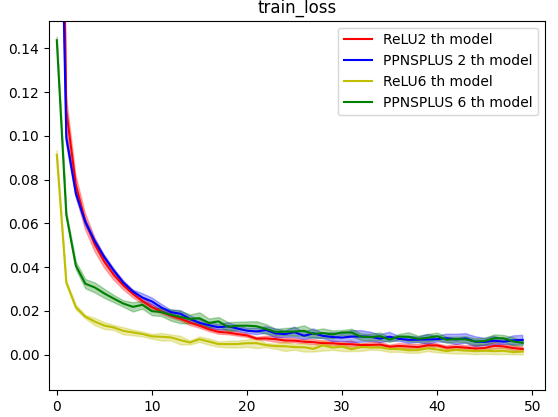 train_loss
0.14
0.12
0.10
0.08
0.06
0.04
0.02
0.00
ReLU2 th model
PPNSPLUS 2 th model
ReLU6 th model
PPNSPLUS 6 th model
0 10 20 30 40 50